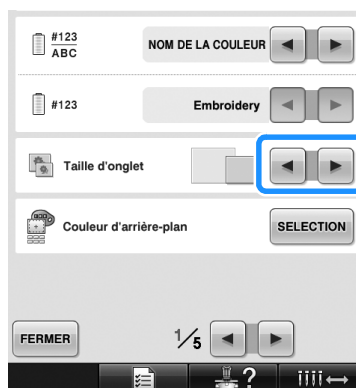 #123
ABC
NOM DE LA COULEUR
#123
Embroidery
Taille d'onglet
Couleur d'arrière-plan
SELECTION
FERMER
1/5
?